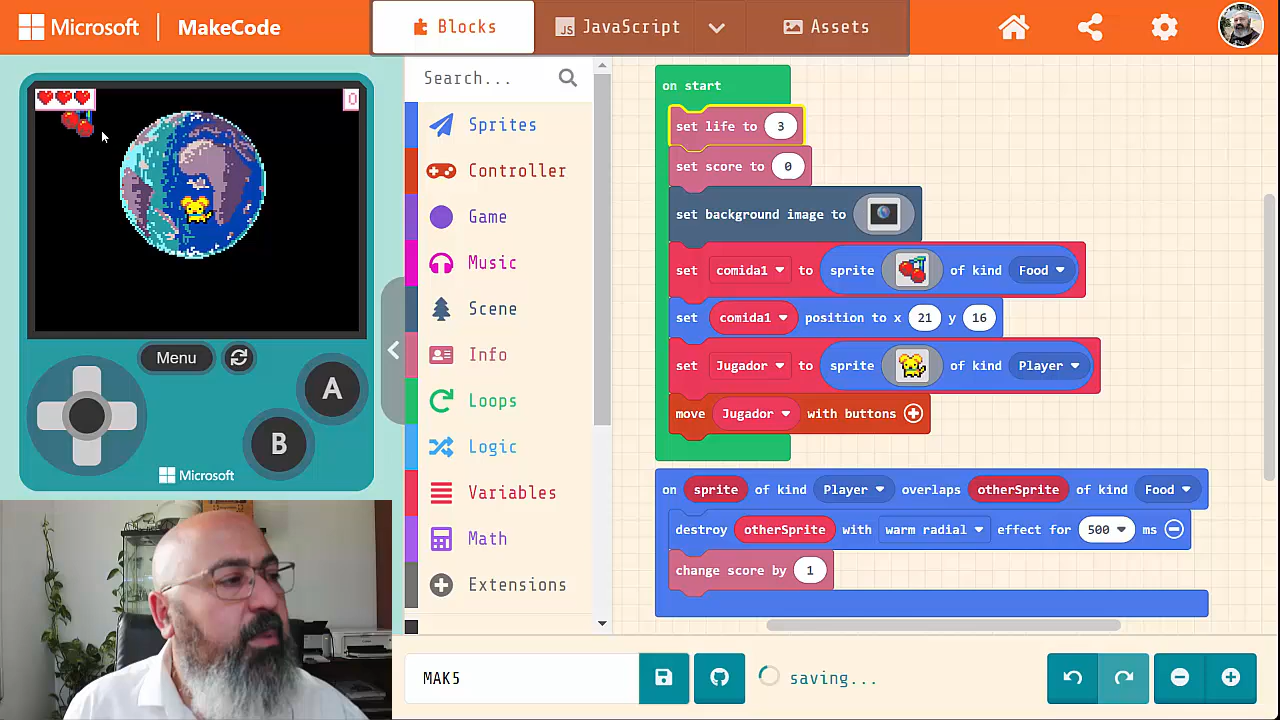 Microsoft | MakeCode
Blocks
JavaScript
Assets
0
Menu
A
B
Microsoft
Search...
Sprites
Controller
Game
Music
Scene
Info
Loops
Logic
Variables
Math
Extensions
on start
set life to 3
set score to 0
set background image to
set comida1 to sprite of kind Food
set comida1 position to x 21 y 16
set Jugador to sprite of kind Player
move Jugador with buttons
on sprite of kind Player overlaps otherSprite of kind Food
destroy otherSprite with warm radial effect for 500 ms
change score by 1
MAK5
saving...